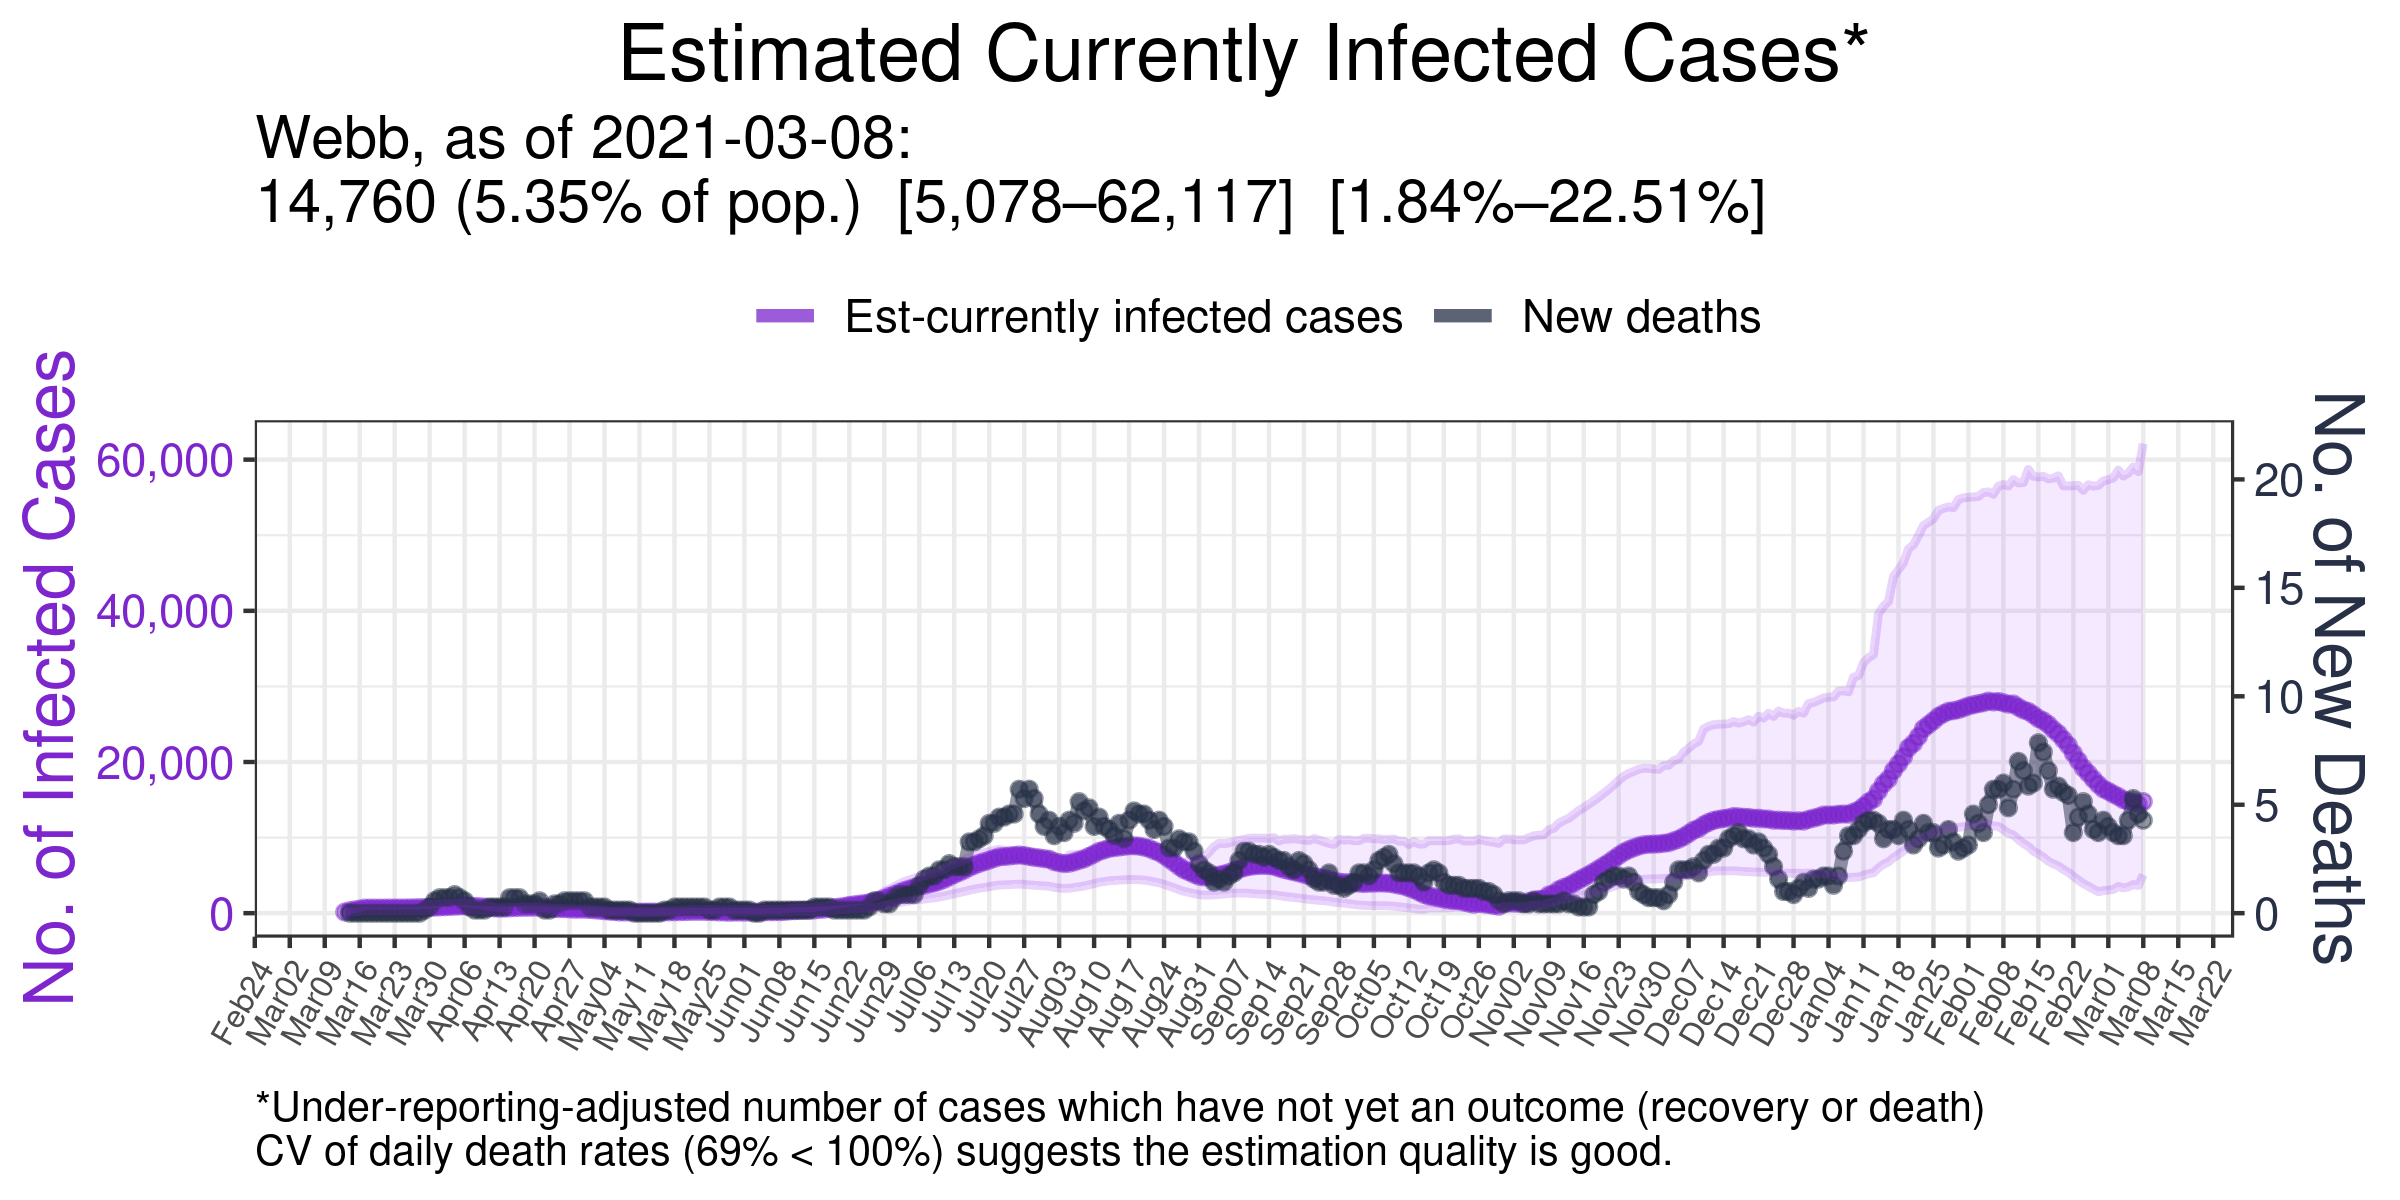 Estimated Currently Infected Cases*
Webb, as of 2021-03-08:
14,760 (5.35% of pop.)  [5,078–62,117]  [1.84%–22.51%]
Est-currently infected cases
New deaths
No. of Infected Cases
60,000
40,000
20,000
0
No. of New Deaths
20
15
10
5
0
Feb24
Mar02
Mar09
Mar16
Mar23
Mar30
Apr06
Apr13
Apr20
Apr27
May04
May11
May18
May25
Jun01
Jun08
Jun15
Jun22
Jun29
Jul06
Jul13
Jul20
Jul27
Aug03
Aug10
Aug17
Aug24
Aug31
Sep07
Sep14
Sep21
Sep28
Oct05
Oct12
Oct19
Oct26
Nov02
Nov09
Nov16
Nov23
Nov30
Dec07
Dec14
Dec21
Dec28
Jan04
Jan11
Jan18
Jan25
Feb01
Feb08
Feb15
Feb22
Mar01
Mar08
Mar15
Mar22
*Under-reporting-adjusted number of cases which have not yet an outcome (recovery or death)
CV of daily death rates (69% < 100%) suggests the estimation quality is good.